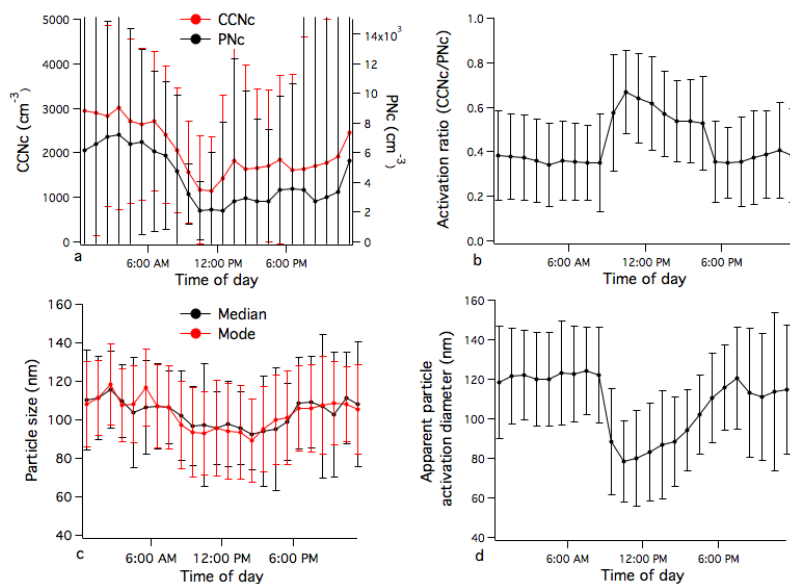 5000
4000
3000
2000
1000
0
CCNc (cm⁻³)
CCNc
PNc
14x10³
12
10
8
6
4
2
0
PNc (cm⁻³)
a
6:00 AM
12:00 PM
6:00 PM
Time of day
1.0
0.8
0.6
0.4
0.2
0.0
Activation ratio (CCNc/PNc)
b
6:00 AM
12:00 PM
6:00 PM
Time of day
160
140
120
100
80
60
40
Particle size (nm)
Median
Mode
c
6:00 AM
12:00 PM
6:00 PM
Time of day
160
140
120
100
80
60
40
Apparent particle
activation diameter (nm)
d
6:00 AM
12:00 PM
6:00 PM
Time of day